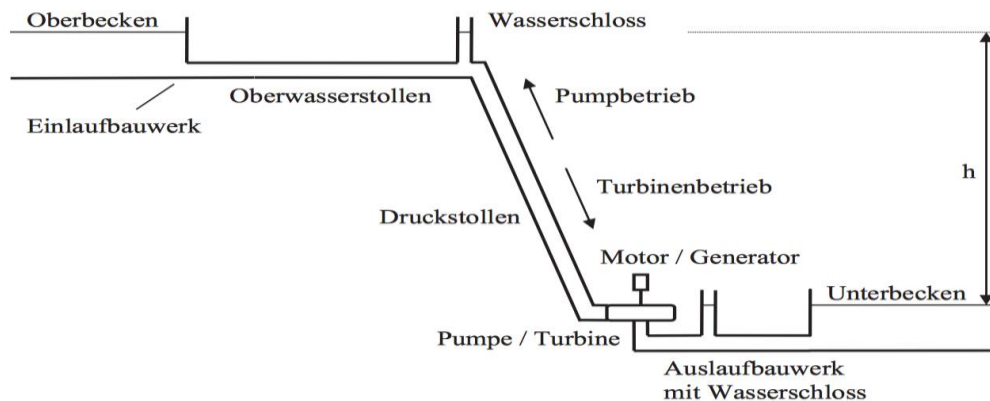 Oberbecken
Wasserschloss
Oberwasserstollen
Pumpbetrieb
Einlaufbauwerk
h
Turbinenbetrieb
Druckstollen
Motor / Generator
Unterbecken
Pumpe / Turbine
Auslaufbauwerk
mit Wasserschloss